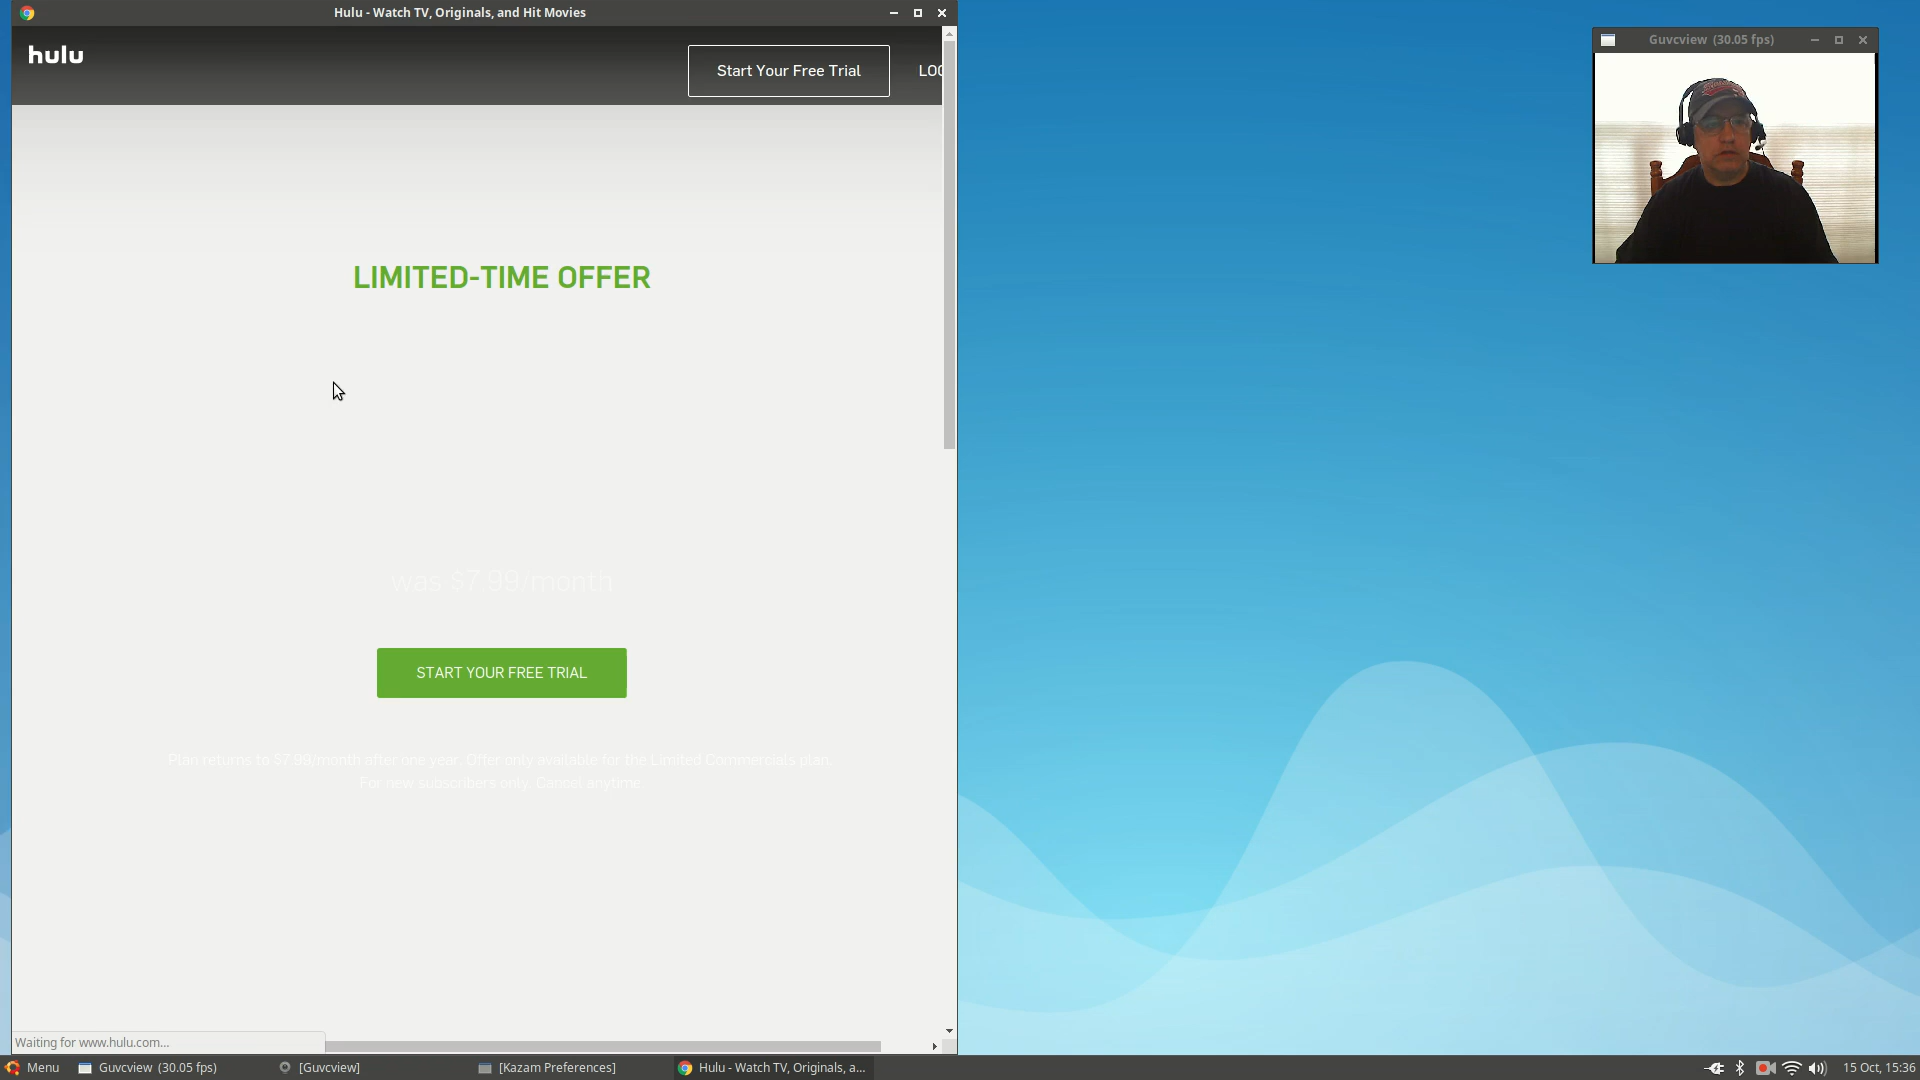 Hulu - Watch TV, Originals, and Hit Movies
hulu
Start Your Free Trial
LOG
LIMITED-TIME OFFER
was $7.99/month
START YOUR FREE TRIAL
Plan returns to $7.99/month after one year. Offer only available for the Limited Commercials plan.
For new subscribers only. Cancel anytime.
Waiting for www.hulu.com...
Guvcview (30.05 fps)
Menu
Guvcview (30.05 fps)
[Guvcview]
[Kazam Preferences]
Hulu - Watch TV, Originals, a...
15 Oct, 15:36